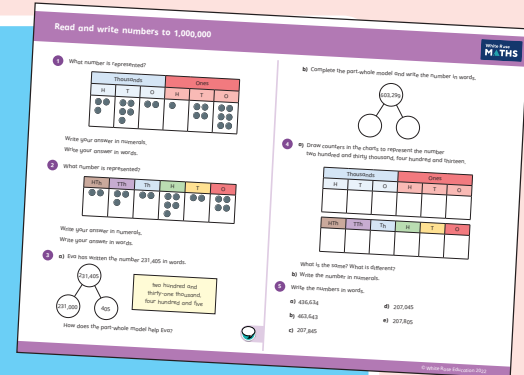 Read and write numbers to 1,000,000
White Rose
MATHS
1 What number is represented?
Thousands Ones
H T O H T O
Write your answer in numerals.
Write your answer in words.
2 What number is represented?
HTh TTh Th H T O
Write your answer in numerals.
Write your answer in words.
3 a) Eva has written the number 231,405 in words.
231,405
231,000 405
two hundred and
thirty-one thousand,
four hundred and five
How does the part-whole model help Eva?
b) Complete the part-whole model and write the number in words.
4 a) Draw counters in the charts to represent the number
two hundred and thirty thousand, four hundred and thirteen.
Thousands Ones
H T O H T O
HTh TTh Th H T O
What is the same? What is different?
b) Write the number in numerals.
5 Write the numbers in words.
a) 436,634
b) 463,643
c) 207,845
d) 207,045
e) 207,805
© White Rose Education 2022